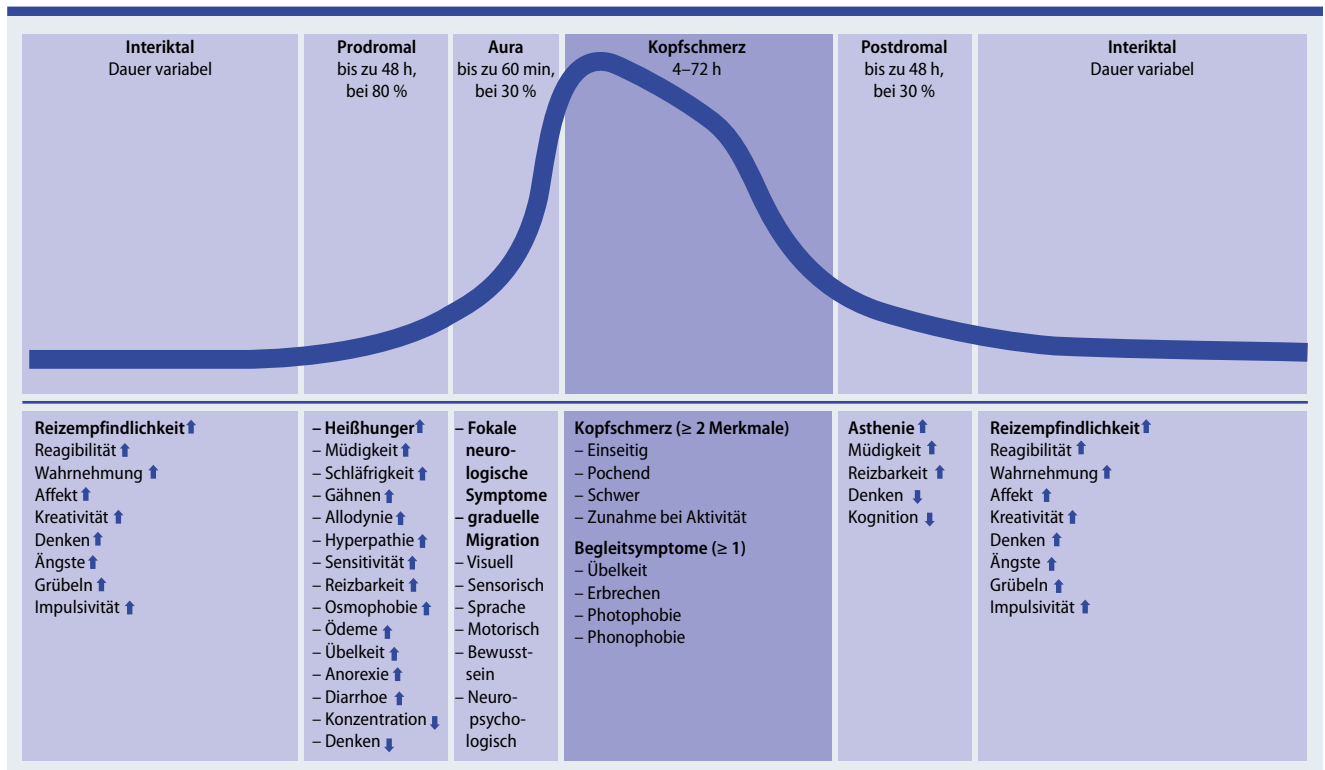 Interiktal
Dauer variabel
Prodromal
bis zu 48 h,
bei 80 %
Aura
bis zu 60 min,
bei 30 %
Kopfschmerz
4–72 h
Postdromal
bis zu 48 h,
bei 30 %
Interiktal
Dauer variabel
Reizempfindlichkeit ⬆
Reagibilität ⬆
Wahrnehmung ⬆
Affekt ⬆
Kreativität ⬆
Denken ⬆
Ängste ⬆
Grübeln ⬆
Impulsivität ⬆
– Heißhunger ⬆
– Müdigkeit ⬆
– Schläfrigkeit ⬆
– Gähnen ⬆
– Allodynie ⬆
– Hyperpathie ⬆
– Sensitivität ⬆
– Reizbarkeit ⬆
– Osmophobie ⬆
– Ödeme ⬆
– Übelkeit ⬆
– Anorexie ⬆
– Diarrhoe ⬆
– Konzentration ⬇
– Denken ⬇
– Fokale
neuro-
logische
Symptome
– graduelle
Migration
– Visuell
– Sensorisch
– Sprache
– Motorisch
– Bewusst-
sein
– Neuro-
psycho-
logisch
Kopfschmerz (≥ 2 Merkmale)
– Einseitig
– Pochend
– Schwer
– Zunahme bei Aktivität
Begleitsymptome (≥ 1)
– Übelkeit
– Erbrechen
– Photophobie
– Phonophobie
Asthenie ⬆
Müdigkeit ⬆
Reizbarkeit ⬆
Denken ⬇
Kognition ⬇
Reizempfindlichkeit ⬆
Reagibilität ⬆
Wahrnehmung ⬆
Affekt ⬆
Kreativität ⬆
Denken ⬆
Ängste ⬆
Grübeln ⬆
Impulsivität ⬆